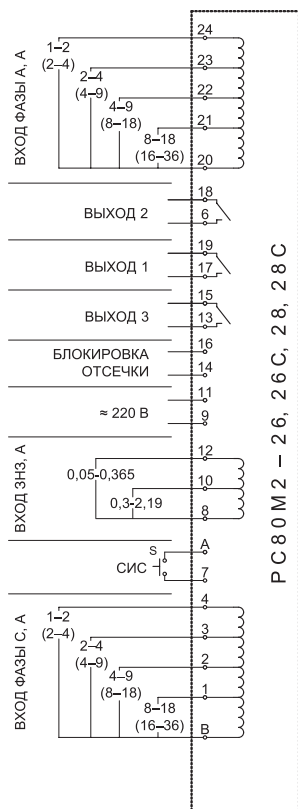 ВХОД ФАЗЫ А, А
1–2
(2–4)
2–4
(4–9)
4–9
(8–18)
8–18
(16–36)
24
23
22
21
20
ВЫХОД 2
18
6
ВЫХОД 1
19
17
ВЫХОД 3
15
13
БЛОКИРОВКА
ОТСЕЧКИ
16
14
≈ 220 В
11
9
ВХОД ЗНЗ, А
0,05-0,365
0,3-2,19
12
10
8
СИС
S
А
7
ВХОД ФАЗЫ С, А
1–2
(2–4)
2–4
(4–9)
4–9
(8–18)
8–18
(16–36)
4
3
2
1
В
РС80М2 – 26, 26С, 28, 28С